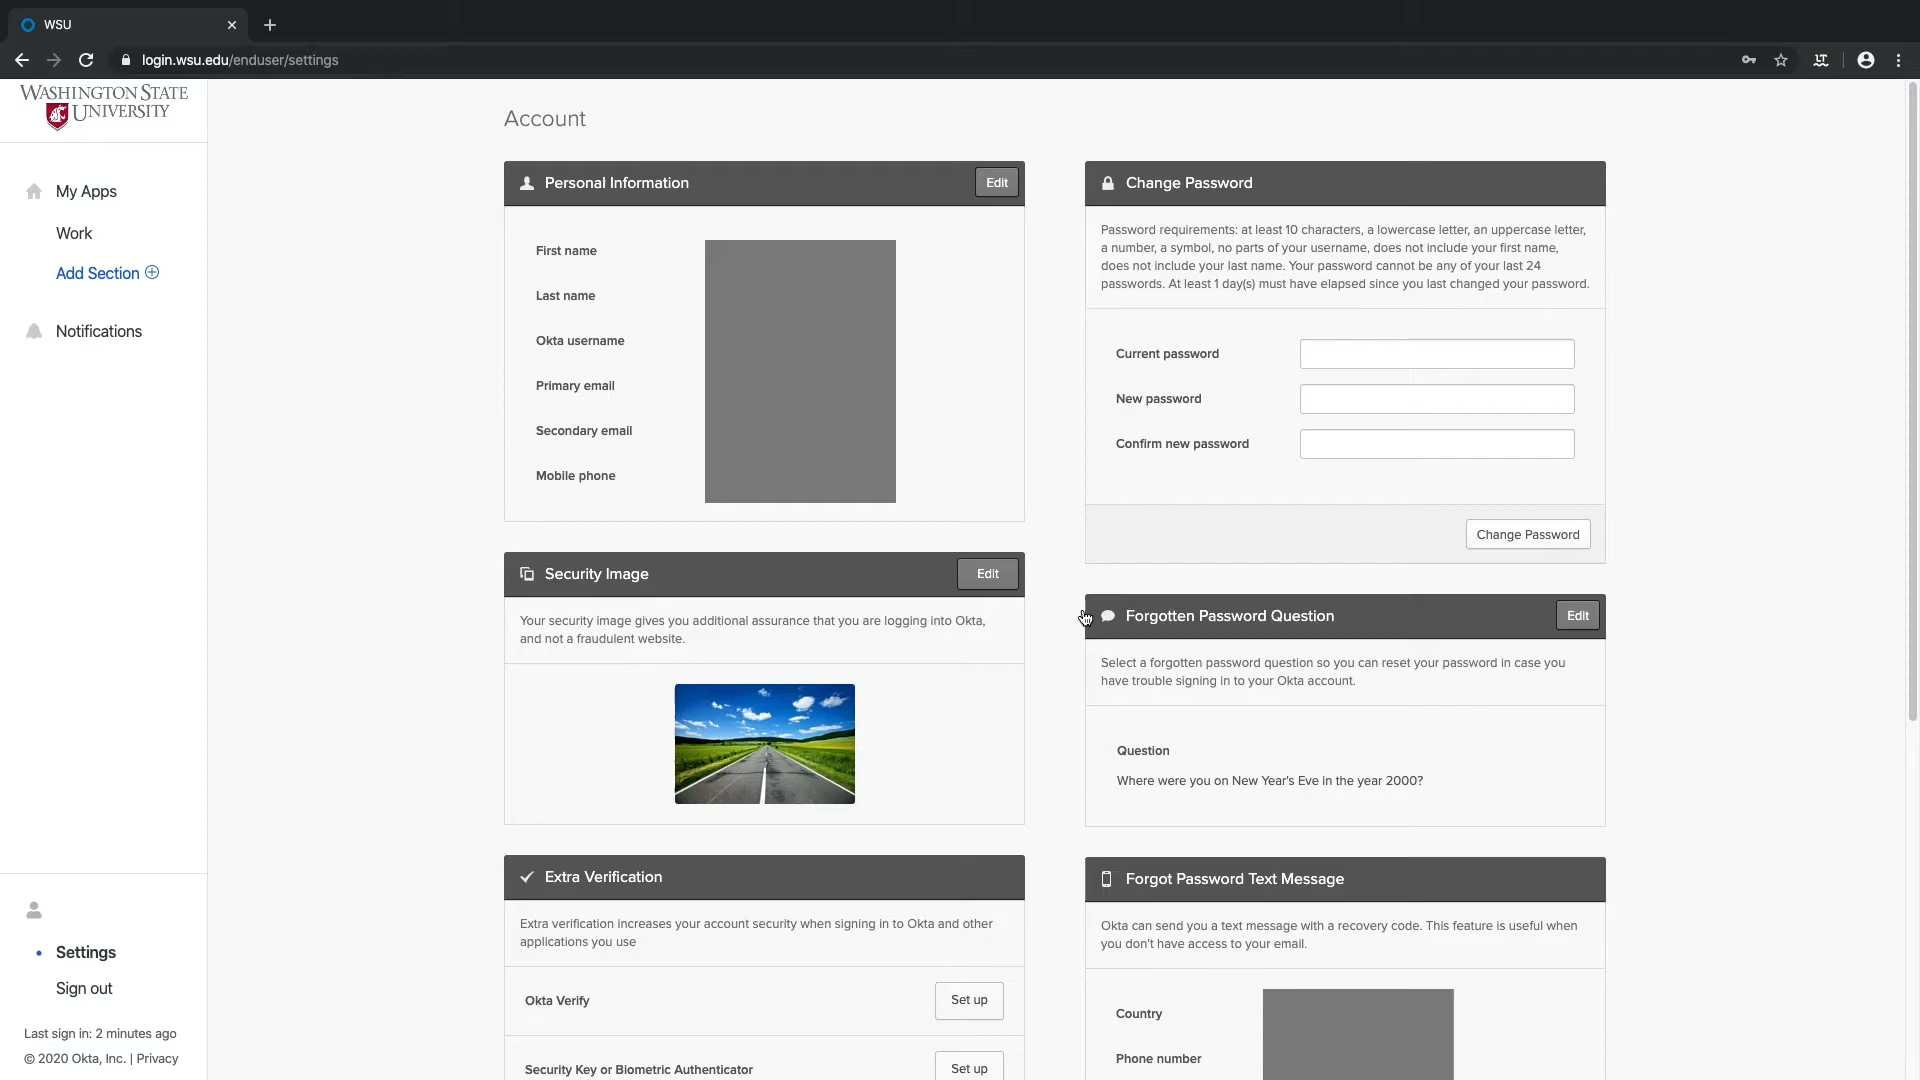 WSU
login.wsu.edu/enduser/settings
WASHINGTON STATE
UNIVERSITY
My Apps
Work
Add Section
Notifications
Settings
Sign out
Last sign in: 2 minutes ago
© 2020 Okta, Inc. | Privacy
Account
Personal Information
Edit
First name
Last name
Okta username
Primary email
Secondary email
Mobile phone
Security Image
Edit
Your security image gives you additional assurance that you are logging into Okta,
and not a fraudulent website.
Extra Verification
Extra verification increases your account security when signing in to Okta and other
applications you use
Okta Verify
Set up
Security Key or Biometric Authenticator
Set up
Change Password
Password requirements: at least 10 characters, a lowercase letter, an uppercase letter,
a number, a symbol, no parts of your username, does not include your first name,
does not include your last name. Your password cannot be any of your last 24
passwords. At least 1 day(s) must have elapsed since you last changed your password.
Current password
New password
Confirm new password
Change Password
Forgotten Password Question
Edit
Select a forgotten password question so you can reset your password in case you
have trouble signing in to your Okta account.
Question
Where were you on New Year's Eve in the year 2000?
Forgot Password Text Message
Okta can send you a text message with a recovery code. This feature is useful when
you don't have access to your email.
Country
Phone number